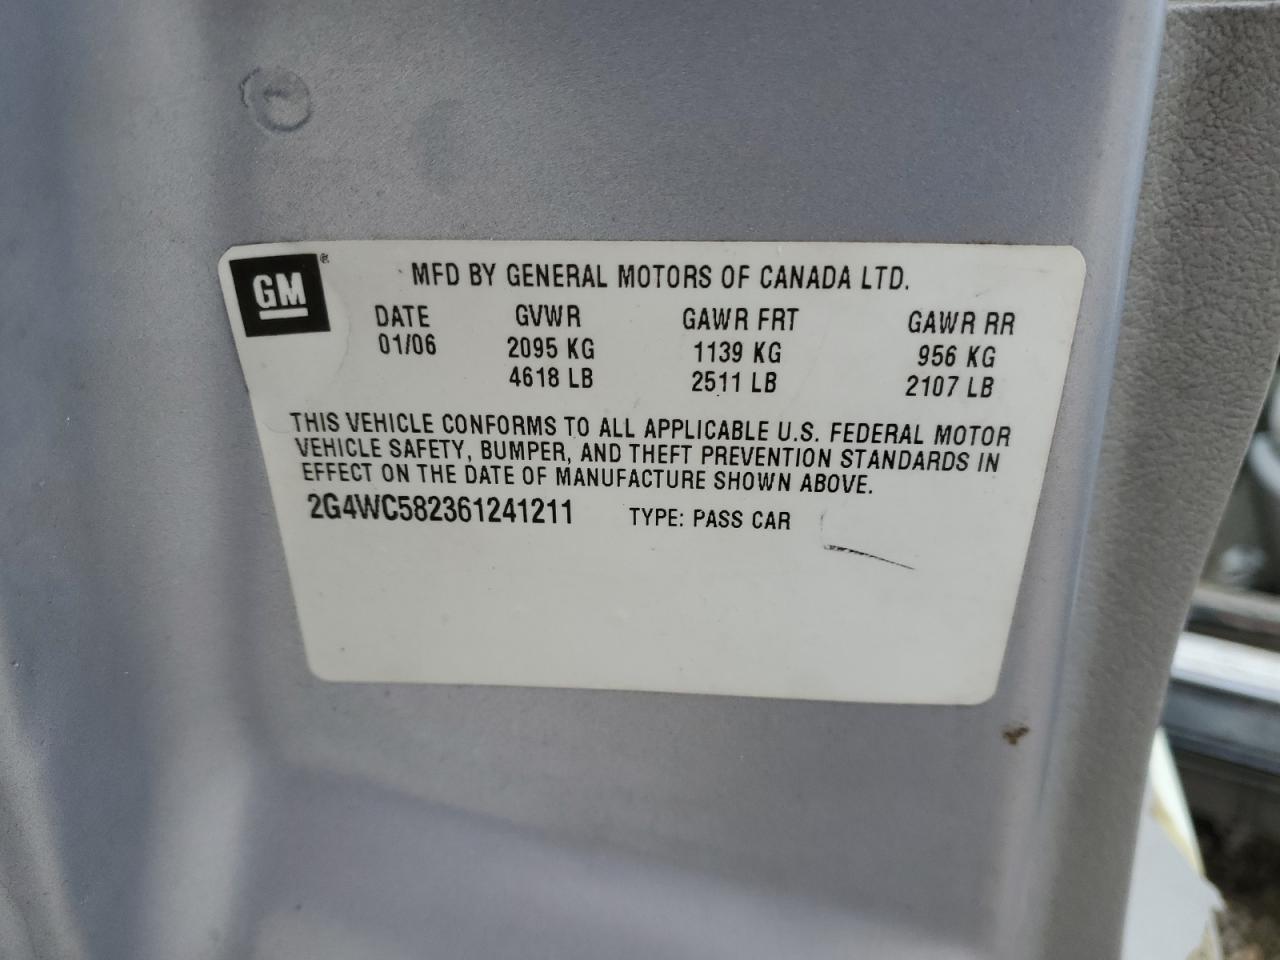 GM®
MFD BY GENERAL MOTORS OF CANADA LTD.
DATE GVWR GAWR FRT GAWR RR
01/06 2095 KG 1139 KG 956 KG
4618 LB 2511 LB 2107 LB
THIS VEHICLE CONFORMS TO ALL APPLICABLE U.S. FEDERAL MOTOR
VEHICLE SAFETY, BUMPER, AND THEFT PREVENTION STANDARDS IN
EFFECT ON THE DATE OF MANUFACTURE SHOWN ABOVE.
2G4WC582361241211 TYPE: PASS CAR